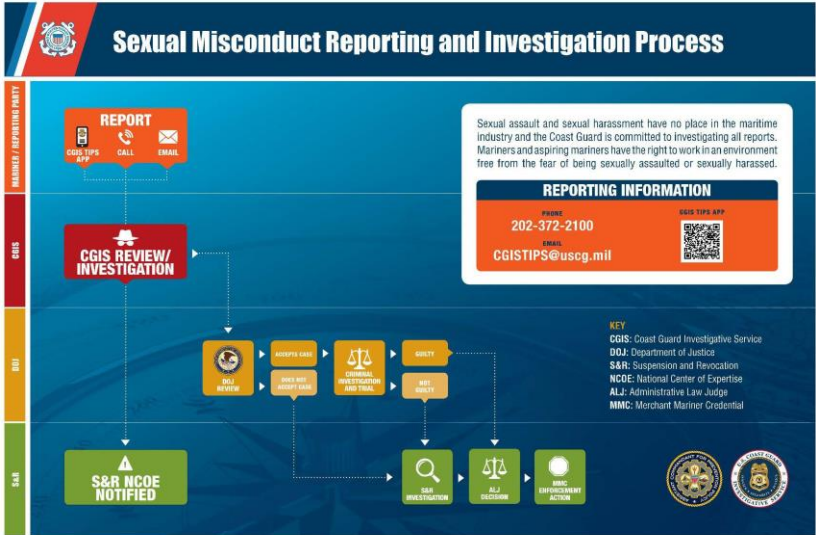 Sexual Misconduct Reporting and Investigation Process
MARINER / REPORTING PARTY
REPORT
CGIS TIPS
APP
CALL
EMAIL
Sexual assault and sexual harassment have no place in the maritime
industry and the Coast Guard is committed to investigating all reports.
Mariners and aspiring mariners have the right to work in an environment
free from the fear of being sexually assaulted or sexually harassed.
REPORTING INFORMATION
PHONE
202-372-2100
EMAIL
CGISTIPS@uscg.mil
CGIS TIPS APP
CGIS
CGIS REVIEW/
INVESTIGATION
DOJ
DOJ
REVIEW
ACCEPTS CASE
DOES NOT
ACCEPT CASE
CRIMINAL
INVESTIGATION
AND TRIAL
GUILTY
NOT
GUILTY
KEY
CGIS: Coast Guard Investigative Service
DOJ: Department of Justice
S&R: Suspension and Revocation
NCOE: National Center of Expertise
ALJ: Administrative Law Judge
MMC: Merchant Mariner Credential
S&R
S&R NCOE
NOTIFIED
S&R
INVESTIGATION
ALJ
DECISION
MMC
ENFORCEMENT
ACTION
U.S. COAST GUARD
INVESTIGATIVE SERVICE